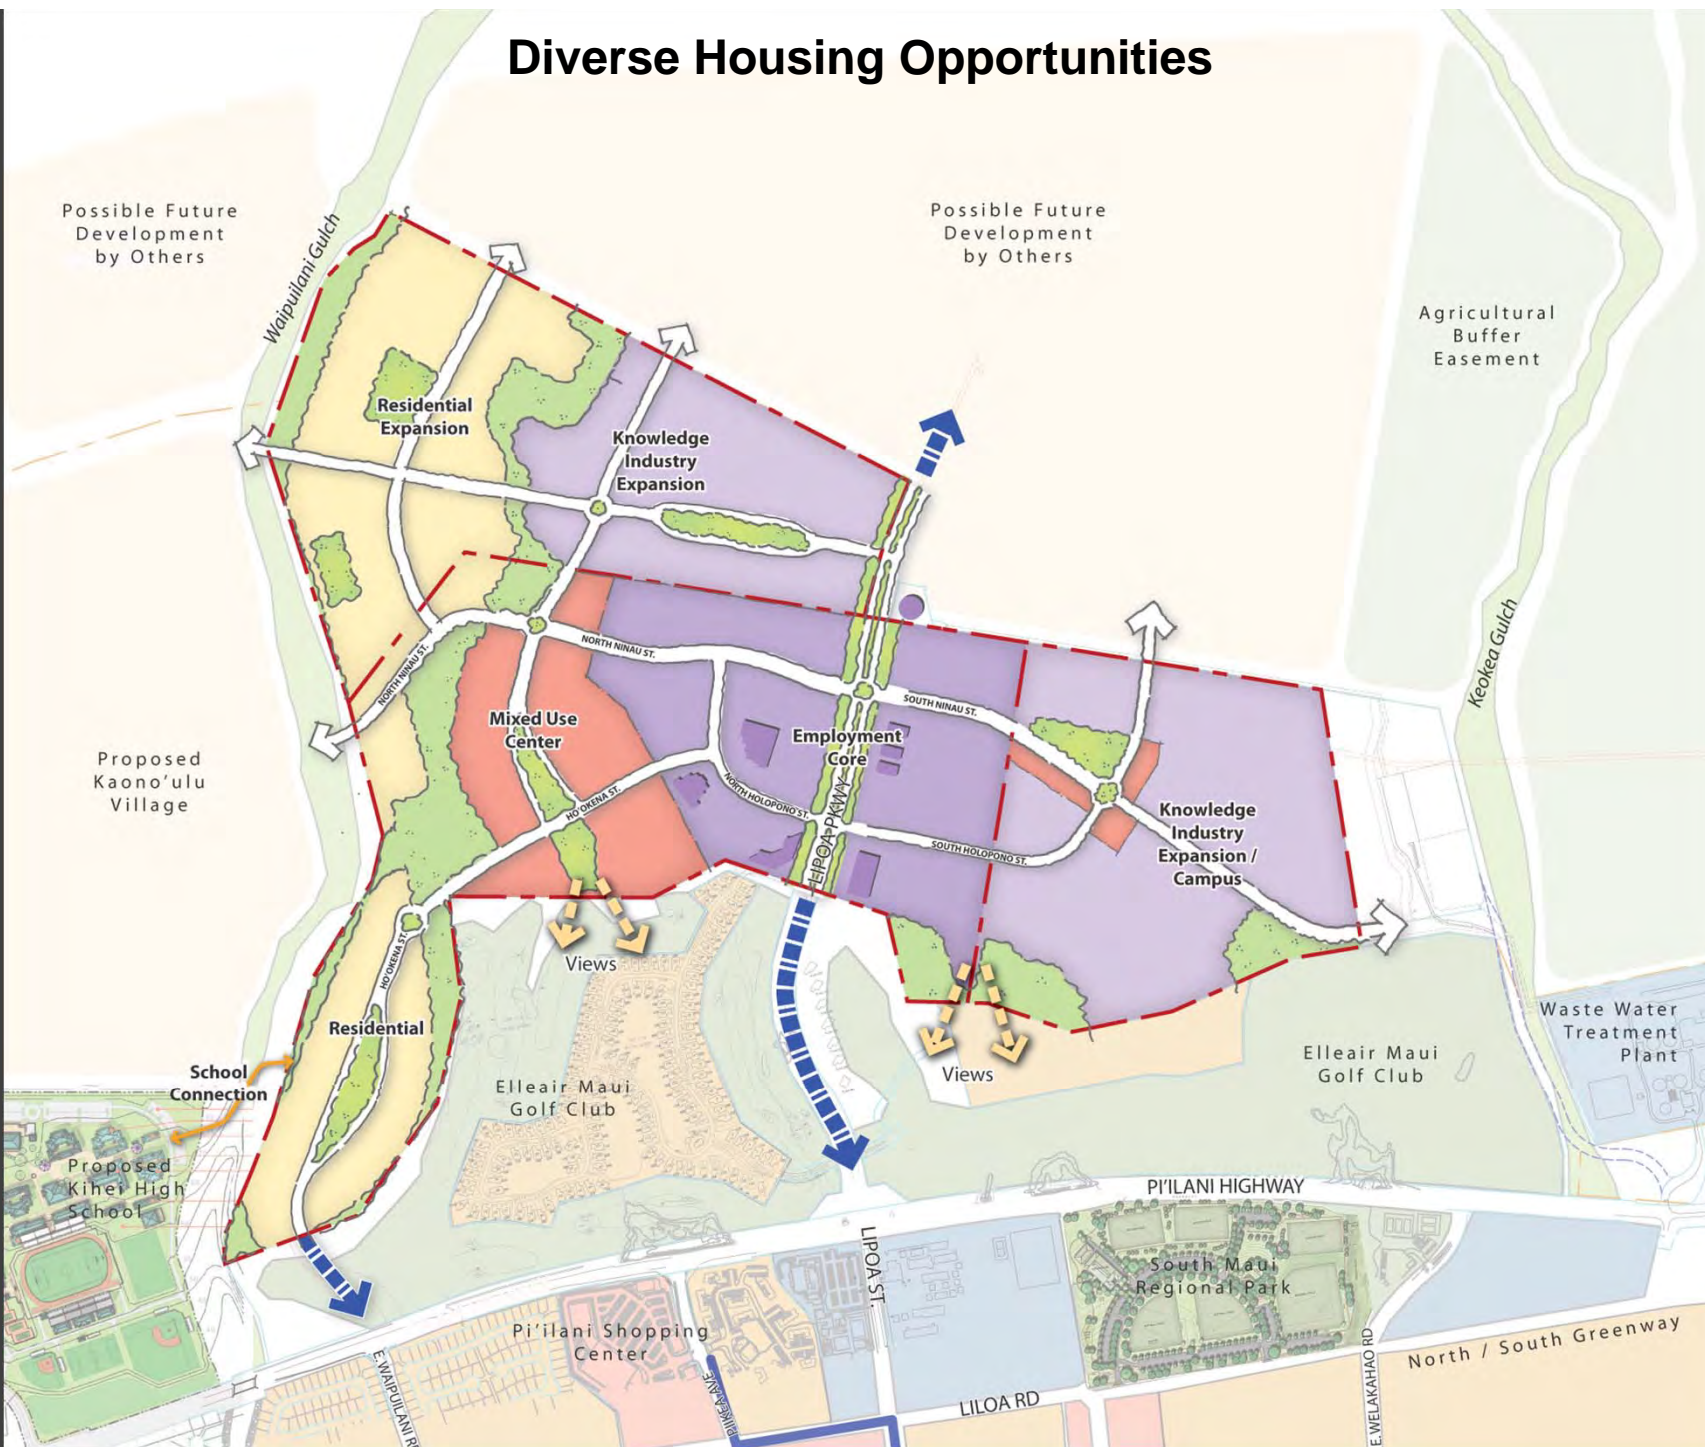 Diverse Housing Opportunities
Possible Future
Development
by Others
Waipuilani Gulch
Possible Future
Development
by Others
Agricultural
Buffer
Easement
Residential
Expansion
Knowledge
Industry
Expansion
Keokea Gulch
NORTH NINAU ST.
NORTH NINAU ST.
SOUTH NINAU ST.
Mixed Use
Center
Employment
Core
Proposed
Kaono'ulu
Village
HO'OKENA ST.
NORTH HOLOPONO ST.
LIPOA PKWY
SOUTH HOLOPONO ST.
Knowledge
Industry
Expansion /
Campus
HO'OKENA ST.
Views
Residential
Views
Waste Water
Treatment
Plant
Elleair Maui
Golf Club
School
Connection
Elleair Maui
Golf Club
Proposed
Kihei High
School
PI'ILANI HIGHWAY
LIPOA ST.
South Maui
Regional Park
Pi'ilani Shopping
Center
North / South Greenway
E. WAIPUILANI R
PIIKEA AVE
LILOA RD
E. WELAKAHAO RD